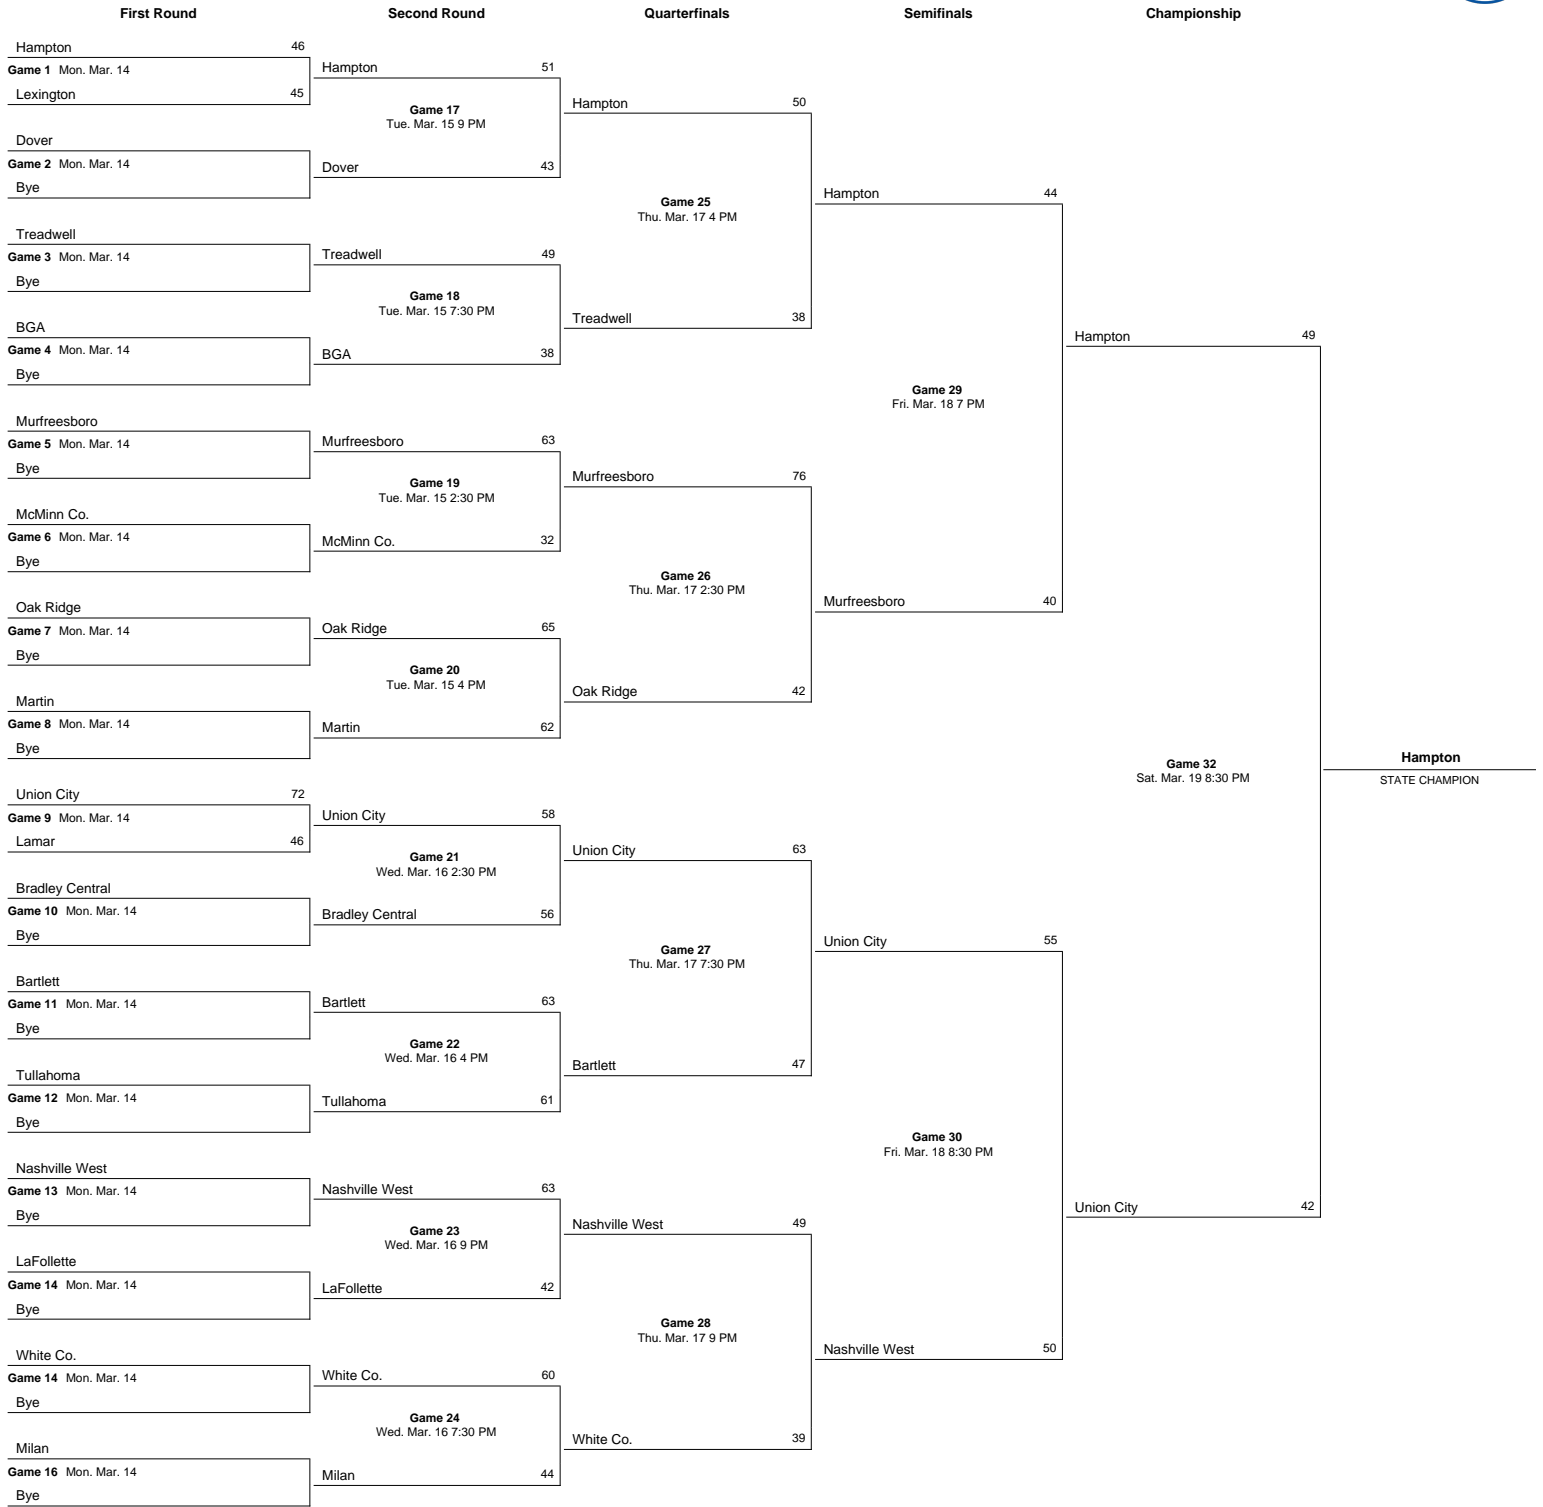 First Round
Second Round
Quarterfinals
Semifinals
Championship
Hampton 46
Game 1 Mon. Mar. 14
Lexington 45
Dover
Game 2 Mon. Mar. 14
Bye
Treadwell
Game 3 Mon. Mar. 14
Bye
BGA
Game 4 Mon. Mar. 14
Bye
Murfreesboro
Game 5 Mon. Mar. 14
Bye
McMinn Co.
Game 6 Mon. Mar. 14
Bye
Oak Ridge
Game 7 Mon. Mar. 14
Bye
Martin
Game 8 Mon. Mar. 14
Bye
Union City 72
Game 9 Mon. Mar. 14
Lamar 46
Bradley Central
Game 10 Mon. Mar. 14
Bye
Bartlett
Game 11 Mon. Mar. 14
Bye
Tullahoma
Game 12 Mon. Mar. 14
Bye
Nashville West
Game 13 Mon. Mar. 14
Bye
LaFollette
Game 14 Mon. Mar. 14
Bye
White Co.
Game 14 Mon. Mar. 14
Bye
Milan
Game 16 Mon. Mar. 14
Bye
Hampton 51
Game 17
Tue. Mar. 15 9 PM
Dover 43
Treadwell 49
Game 18
Tue. Mar. 15 7:30 PM
BGA 38
Murfreesboro 63
Game 19
Tue. Mar. 15 2:30 PM
McMinn Co. 32
Oak Ridge 65
Game 20
Tue. Mar. 15 4 PM
Martin 62
Union City 58
Game 21
Wed. Mar. 16 2:30 PM
Bradley Central 56
Bartlett 63
Game 22
Wed. Mar. 16 4 PM
Tullahoma 61
Nashville West 63
Game 23
Wed. Mar. 16 9 PM
LaFollette 42
White Co. 60
Game 24
Wed. Mar. 16 7:30 PM
Milan 44
Hampton 50
Game 25
Thu. Mar. 17 4 PM
Treadwell 38
Murfreesboro 76
Game 26
Thu. Mar. 17 2:30 PM
Oak Ridge 42
Union City 63
Game 27
Thu. Mar. 17 7:30 PM
Bartlett 47
Nashville West 49
Game 28
Thu. Mar. 17 9 PM
White Co. 39
Hampton 44
Game 29
Fri. Mar. 18 7 PM
Murfreesboro 40
Union City 55
Game 30
Fri. Mar. 18 8:30 PM
Nashville West 50
Hampton 49
Game 32
Sat. Mar. 19 8:30 PM
Union City 42
Hampton
STATE CHAMPION